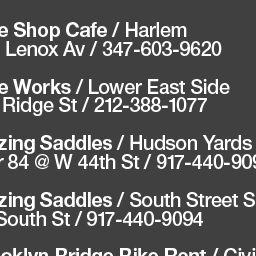 e Shop Cafe / Harlem
Lenox Av / 347-603-9620
e Works / Lower East Side
Ridge St / 212-388-1077
zing Saddles / Hudson Yards
r 84 @ W 44th St / 917-440-909
zing Saddles / South Street S
South St / 917-440-9094
oklyn Bridge Bike Rent / Civi